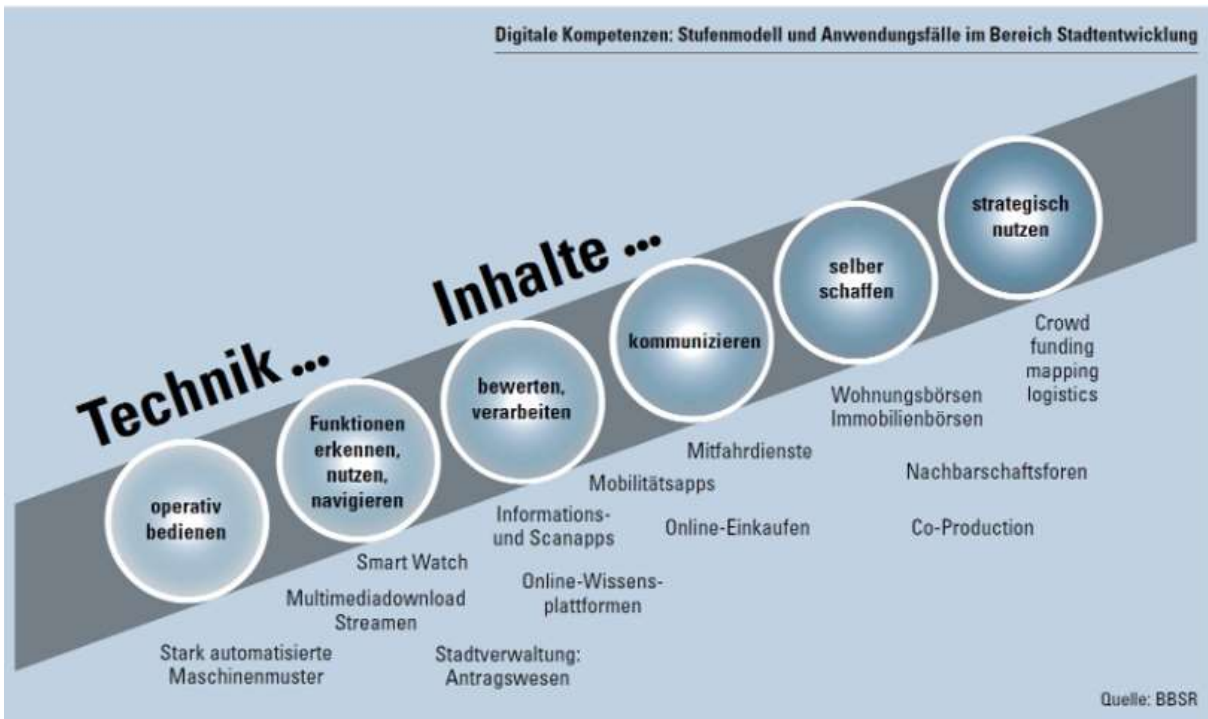 Digitale Kompetenzen: Stufenmodell und Anwendungsfälle im Bereich Stadtentwicklung
Technik ...
Inhalte ...
operativ
bedienen
Funktionen
erkennen,
nutzen,
navigieren
bewerten,
verarbeiten
kommunizieren
selber
schaffen
strategisch
nutzen
Stark automatisierte
Maschinenmuster
Multimediadownload
Streamen
Smart Watch
Stadtverwaltung:
Antragswesen
Online-Wissens-
plattformen
Informations-
und Scanapps
Mobilitätsapps
Mitfahrdienste
Online-Einkaufen
Wohnungsbörsen
Immobilienbörsen
Nachbarschaftsforen
Co-Production
Crowd
funding
mapping
logistics
Quelle: BBSR